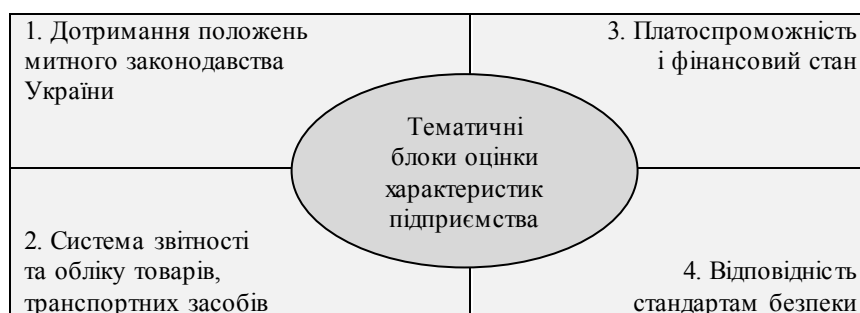 1. Дотримання положень
митного законодавства
України
3. Платоспроможність
і фінансовий стан
Тематичні
блоки оцінки
характеристик
підприємства
2. Система звітності
та обліку товарів,
транспортних засобів
4. Відповідність
стандартам безпеки